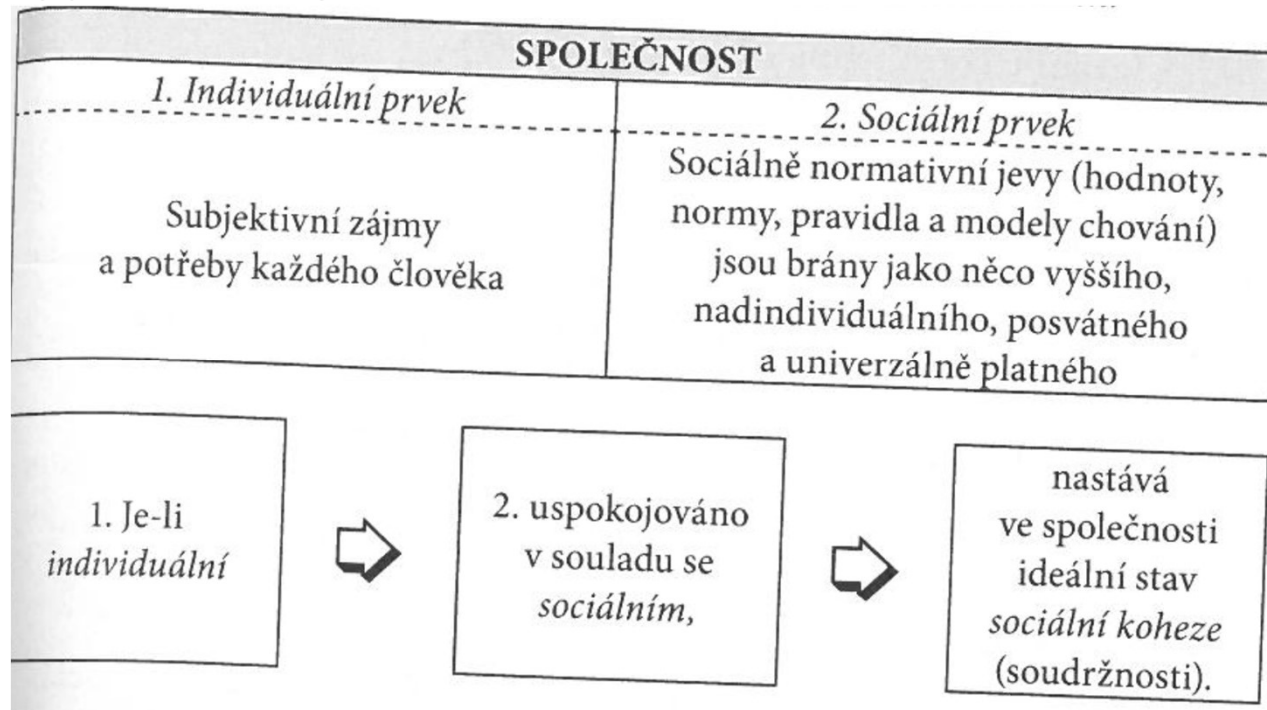 SPOLEČNOST
1. Individuální prvek
2. Sociální prvek
Subjektivní zájmy
a potřeby každého člověka
Sociálně normativní jevy (hodnoty,
normy, pravidla a modely chování)
jsou brány jako něco vyššího,
nadindividuálního, posvátného
a univerzálně platného
1. Je-li
individuální
2. uspokojováno
v souladu se
sociálním,
nastává
ve společnosti
ideální stav
sociální koheze
(soudržnosti).